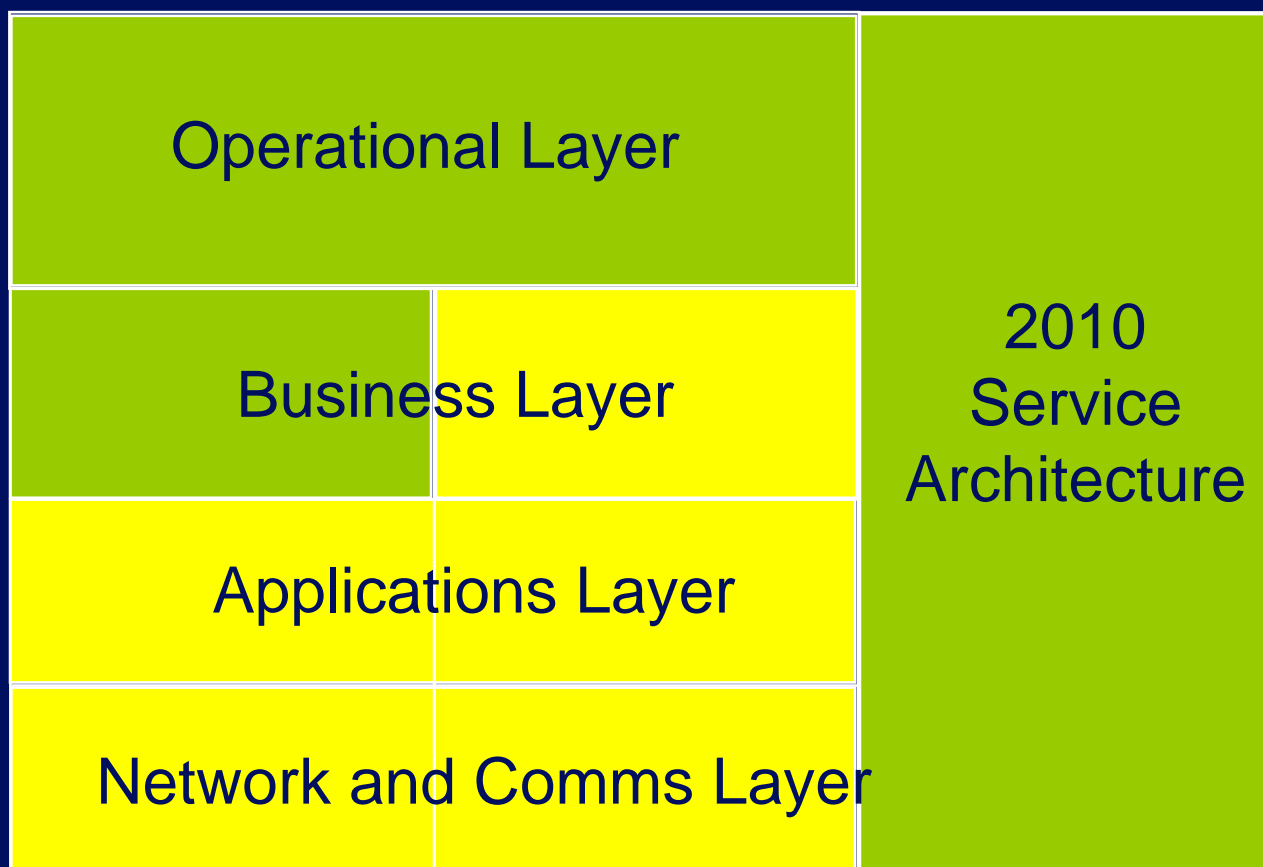 Operational Layer
Business Layer
Applications Layer
Network and Comms Layer
2010
Service
Architecture